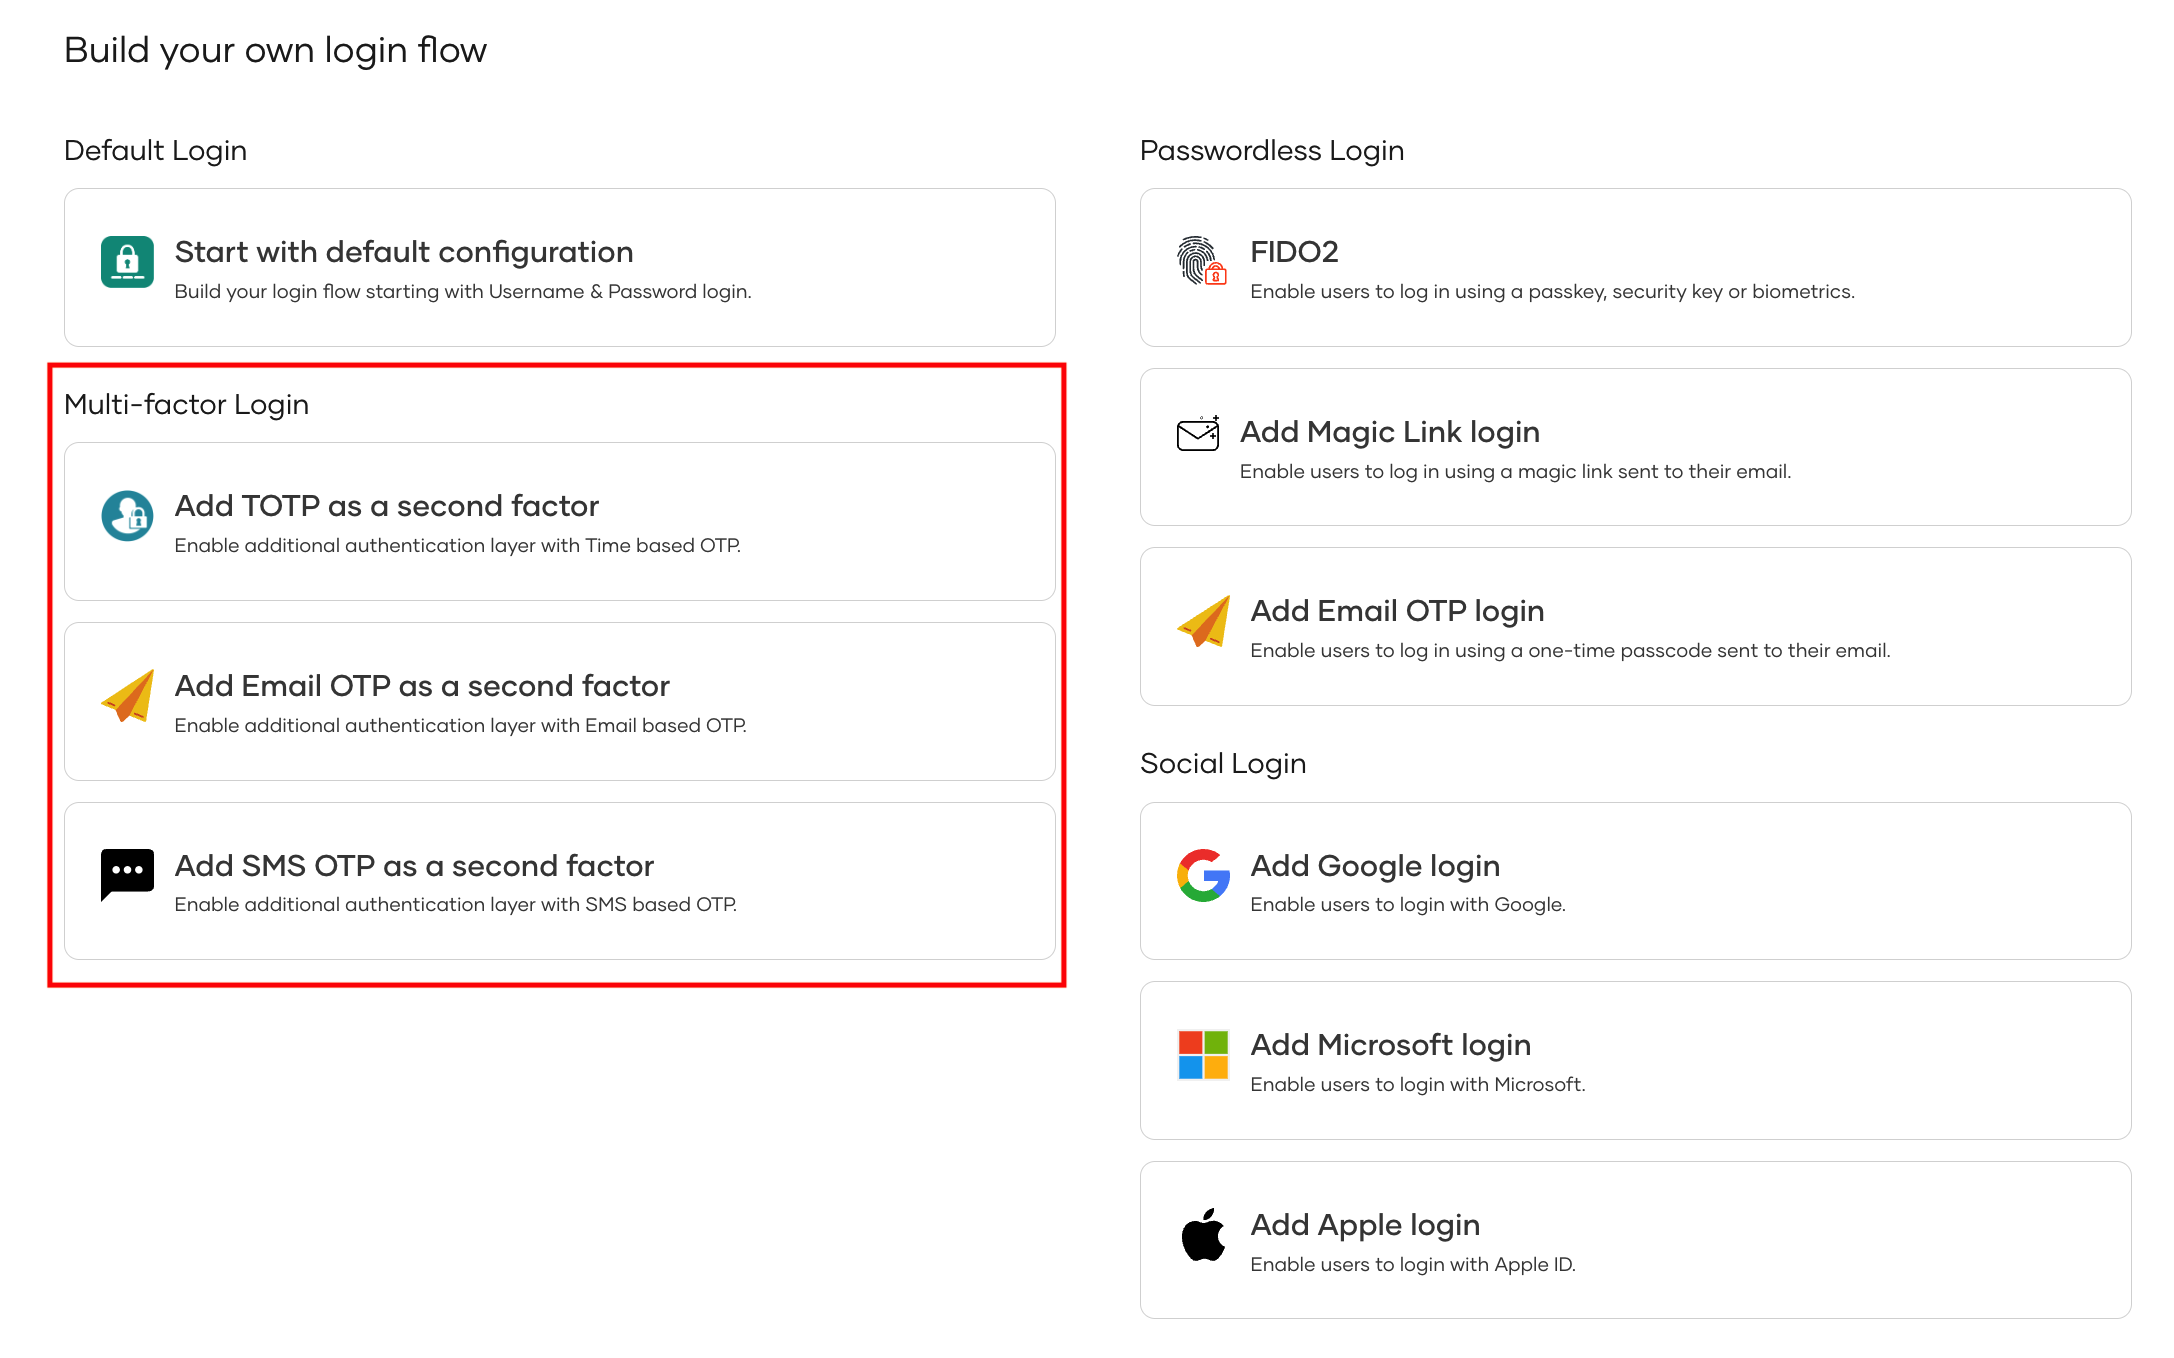 Build your own login flow
Default Login
Start with default configuration
Build your login flow starting with Username & Password login.
Multi-factor Login
Add TOTP as a second factor
Enable additional authentication layer with Time based OTP.
Add Email OTP as a second factor
Enable additional authentication layer with Email based OTP.
Add SMS OTP as a second factor
Enable additional authentication layer with SMS based OTP.
Passwordless Login
FIDO2
Enable users to log in using a passkey, security key or biometrics.
Add Magic Link login
Enable users to log in using a magic link sent to their email.
Add Email OTP login
Enable users to log in using a one-time passcode sent to their email.
Social Login
Add Google login
Enable users to login with Google.
Add Microsoft login
Enable users to login with Microsoft.
Add Apple login
Enable users to login with Apple ID.